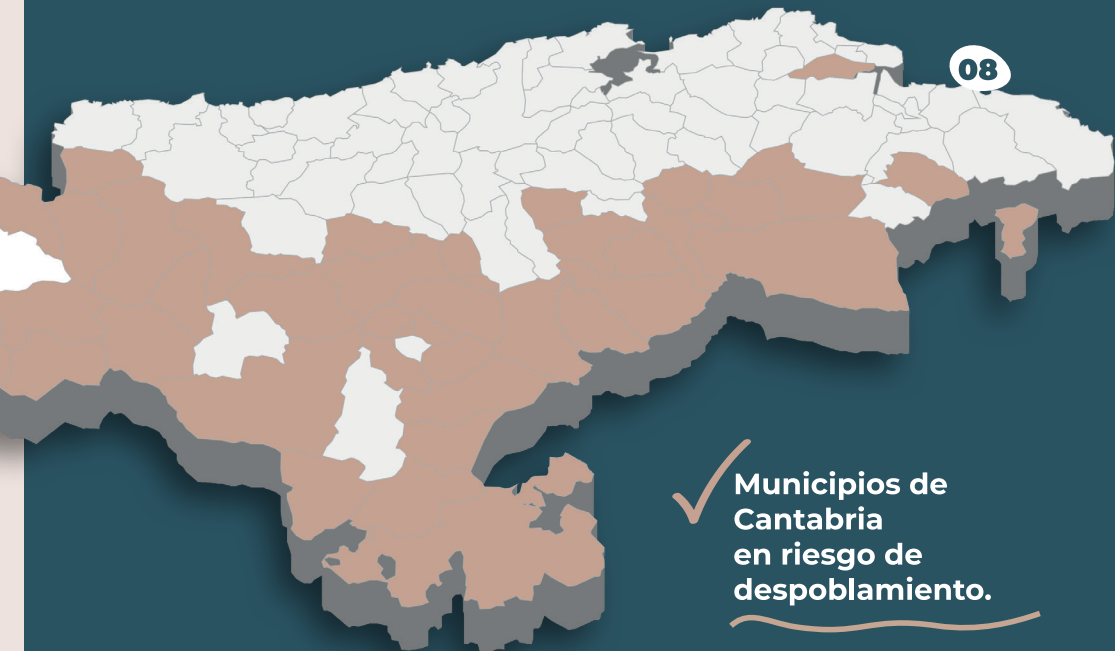 08
Municipios de
Cantabria
en riesgo de
despoblamiento.